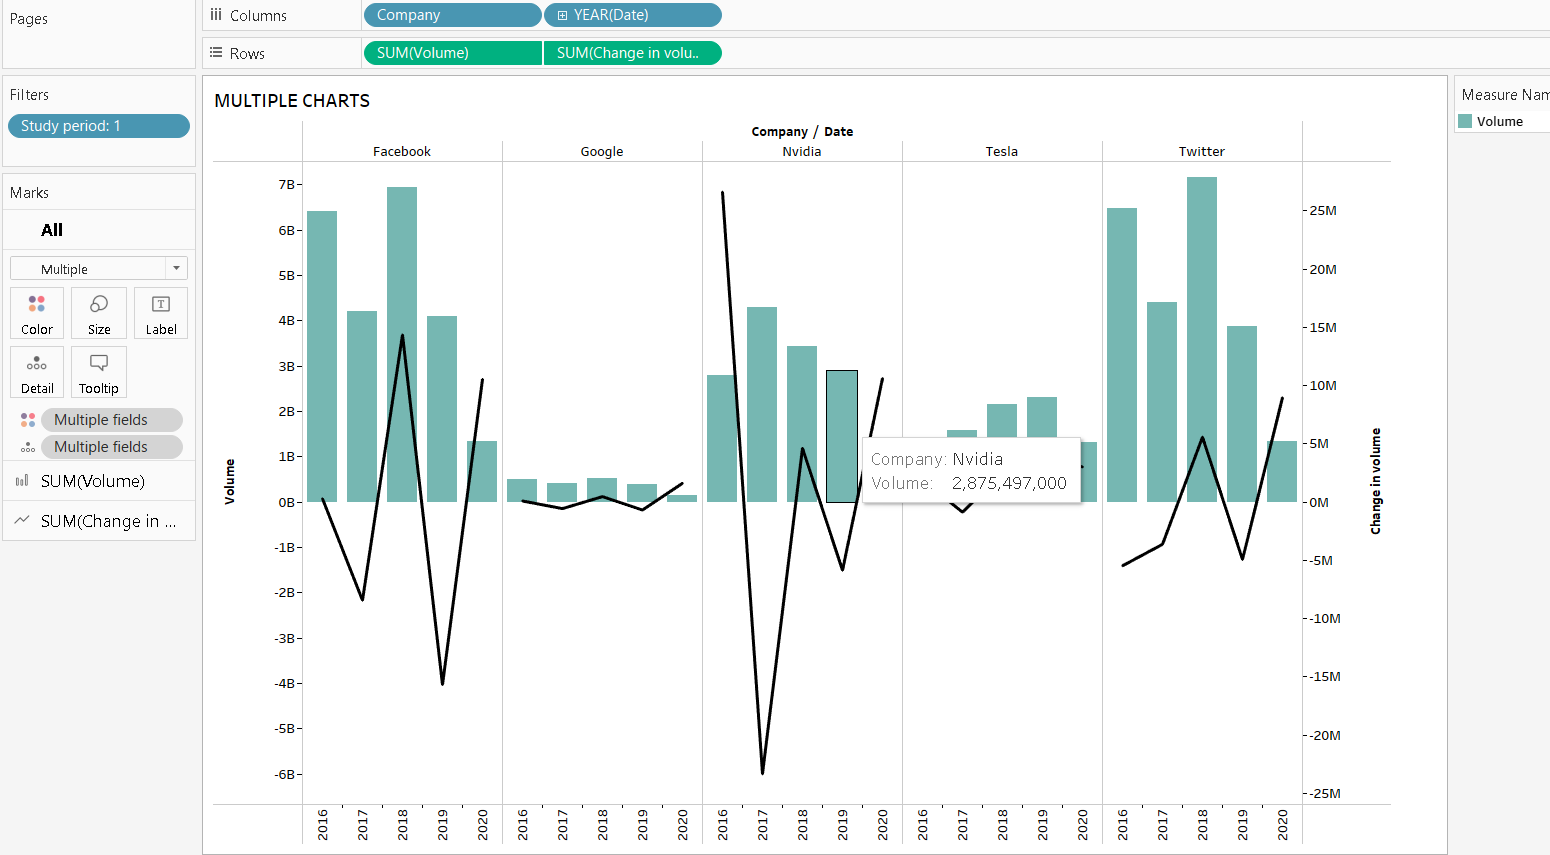 Pages
Columns
Company
YEAR(Date)
Rows
SUM(Volume)
SUM(Change in volu..
Filters
Study period: 1
Marks
All
Multiple
Color
Size
Label
Detail
Tooltip
Multiple fields
Multiple fields
SUM(Volume)
SUM(Change in ...
MULTIPLE CHARTS
Company / Date
Facebook
Google
Nvidia
Tesla
Twitter
Volume
7B
6B
5B
4B
3B
2B
1B
0B
-1B
-2B
-3B
-4B
-5B
-6B
Company: Nvidia
Volume: 2,875,497,000
25M
20M
15M
10M
5M
0M
-5M
-10M
-15M
-20M
-25M
Change in volume
2016 2017 2018 2019 2020
2016 2017 2018 2019 2020
2016 2017 2018 2019 2020
2016 2017 2018 2019 2020
2016 2017 2018 2019 2020
Measure Nam
Volume